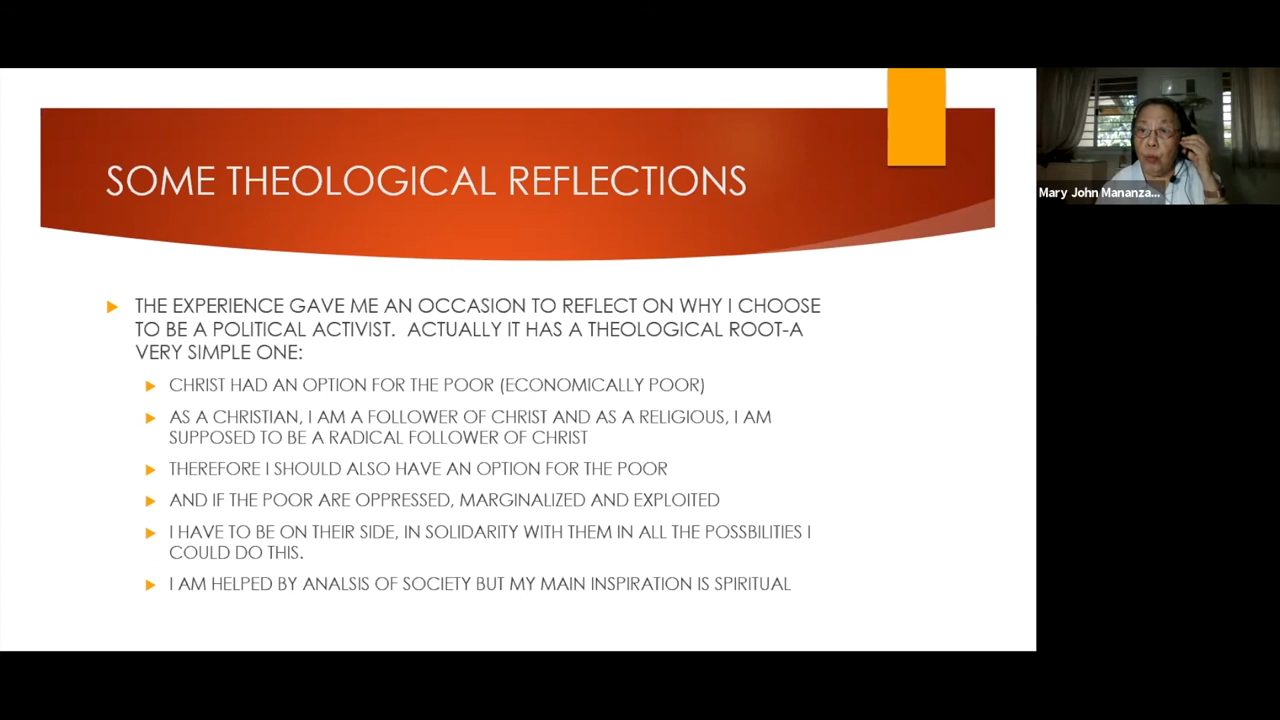 SOME THEOLOGICAL REFLECTIONS
THE EXPERIENCE GAVE ME AN OCCASION TO REFLECT ON WHY I CHOOSE
TO BE A POLITICAL ACTIVIST. ACTUALLY IT HAS A THEOLOGICAL ROOT-A
VERY SIMPLE ONE:
CHRIST HAD AN OPTION FOR THE POOR (ECONOMICALLY POOR)
AS A CHRISTIAN, I AM A FOLLOWER OF CHRIST AND AS A RELIGIOUS, I AM
SUPPOSED TO BE A RADICAL FOLLOWER OF CHRIST
THEREFORE I SHOULD ALSO HAVE AN OPTION FOR THE POOR
AND IF THE POOR ARE OPPRESSED, MARGINALIZED AND EXPLOITED
I HAVE TO BE ON THEIR SIDE, IN SOLIDARITY WITH THEM IN ALL THE POSSBILITIES I
COULD DO THIS.
I AM HELPED BY ANALSIS OF SOCIETY BUT MY MAIN INSPIRATION IS SPIRITUAL
Mary John Mananza...